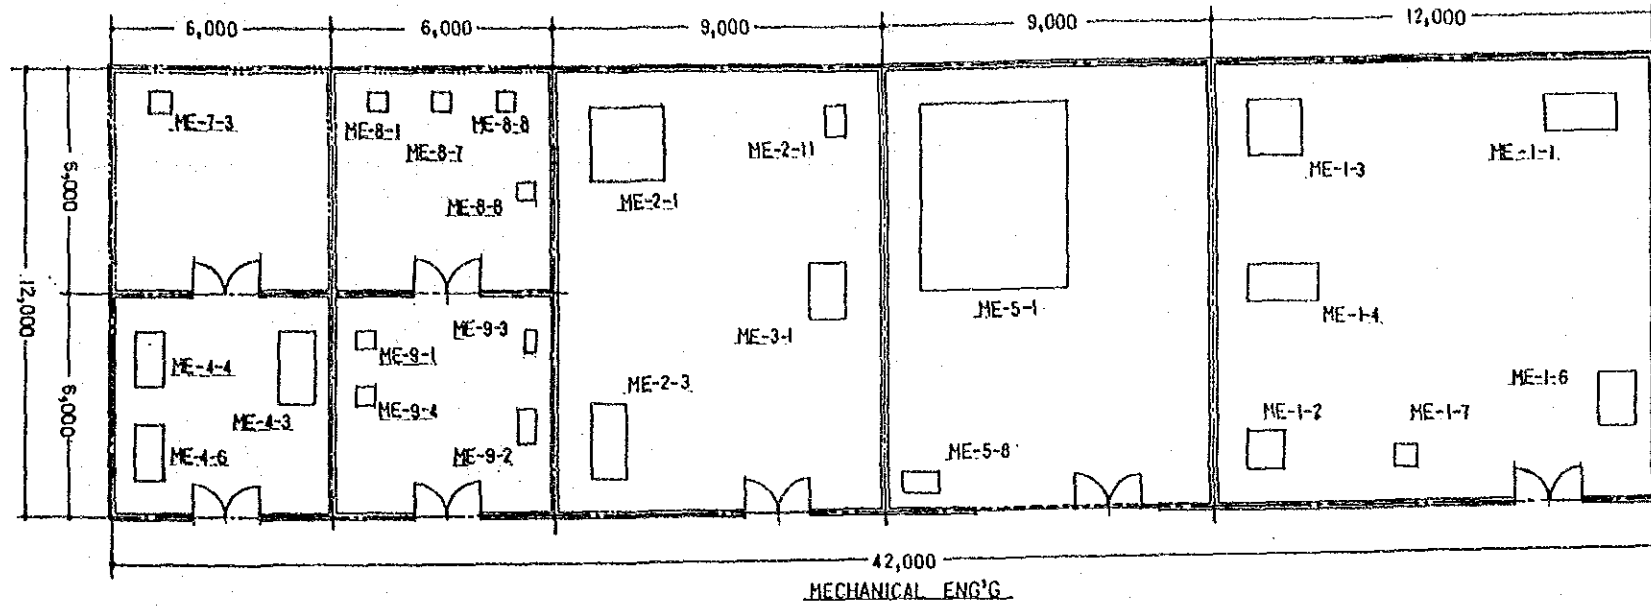 6,000
6,000
9,000
9,000
12,000
ME-7-3
ME-8-1
ME-8-7
ME-8-8
ME-8-8
ME-2-11
ME-2-1
ME-1-3
ME-1-1
6,000
12,000
6,000
ME-5-1
ME-1-4
ME-3-1
ME-4-4
ME-4-3
ME-4-6
ME-9-3
ME-9-1
ME-9-4
ME-9-2
ME-2-3
ME-5-8
ME-1-6
ME-1-2
ME-1-7
42,000
MECHANICAL ENG'G